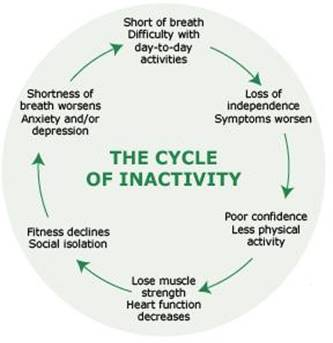 Short of breath
Difficulty with
day-to-day
activities
Loss of
independence
Symptoms worsen
Poor confidence
Less physical
activity
Lose muscle
strength
Heart function
decreases
Fitness declines
Social isolation
Shortness of
breath worsens
Anxiety and/or
depression
THE CYCLE
OF INACTIVITY